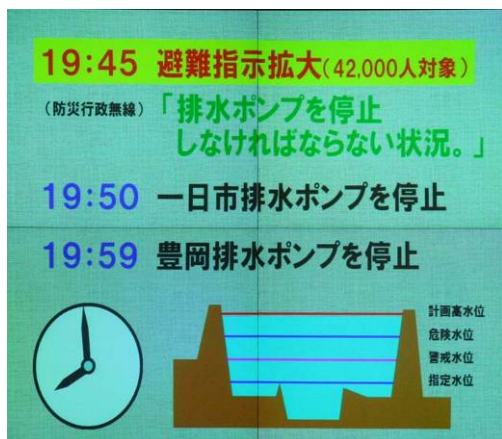 19:45 避難指示拡大(42,000人対象)
(防災行政無線)「排水ポンプを停止
しなければならない状況。」
19:50 一日市排水ポンプを停止
19:59 豊岡排水ポンプを停止
計画高水位
危険水位
警戒水位
指定水位